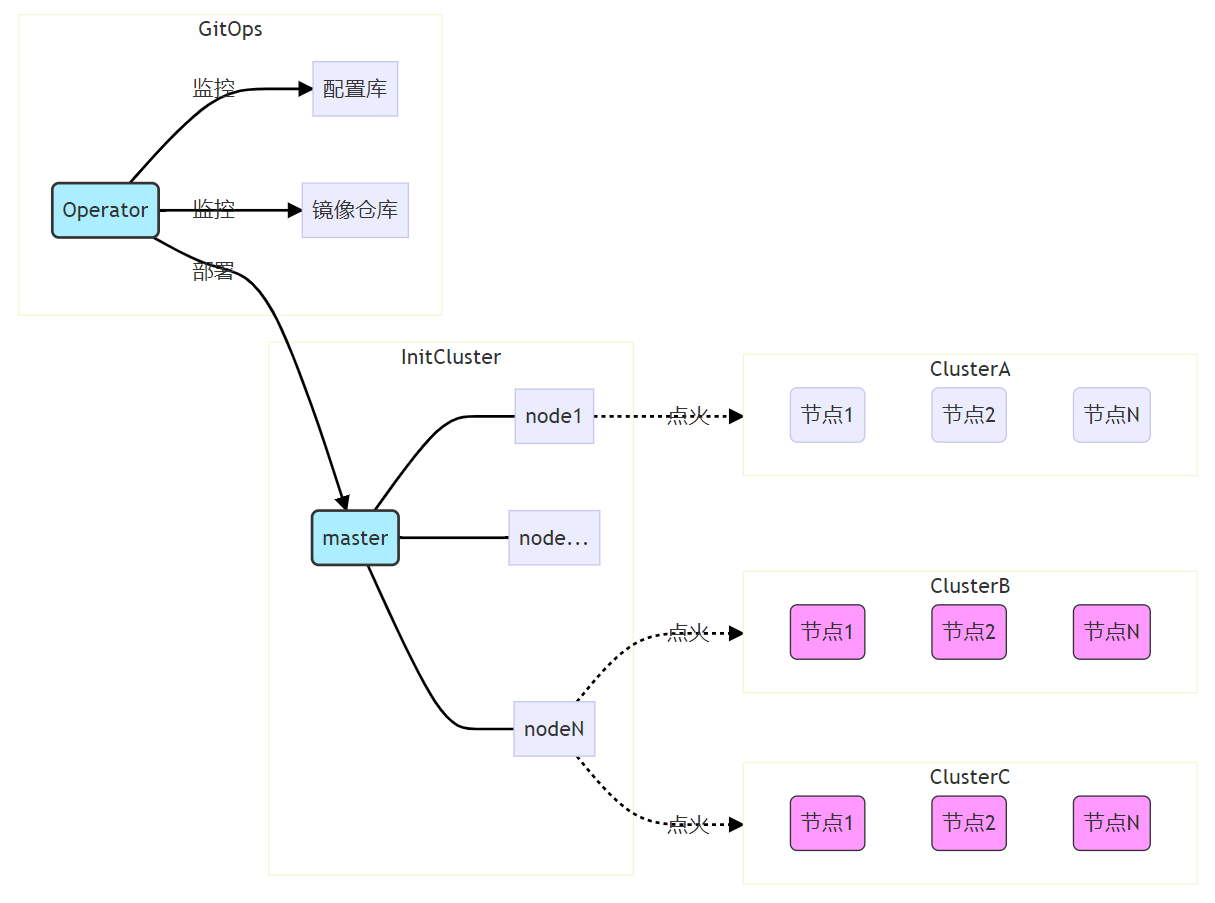 GitOps
监控
配置库
Operator
监控
镜像仓库
部署
InitCluster
node1
点火
master
node...
nodeN
点火
点火
ClusterA
节点1
节点2
节点N
ClusterB
节点1
节点2
节点N
ClusterC
节点1
节点2
节点N